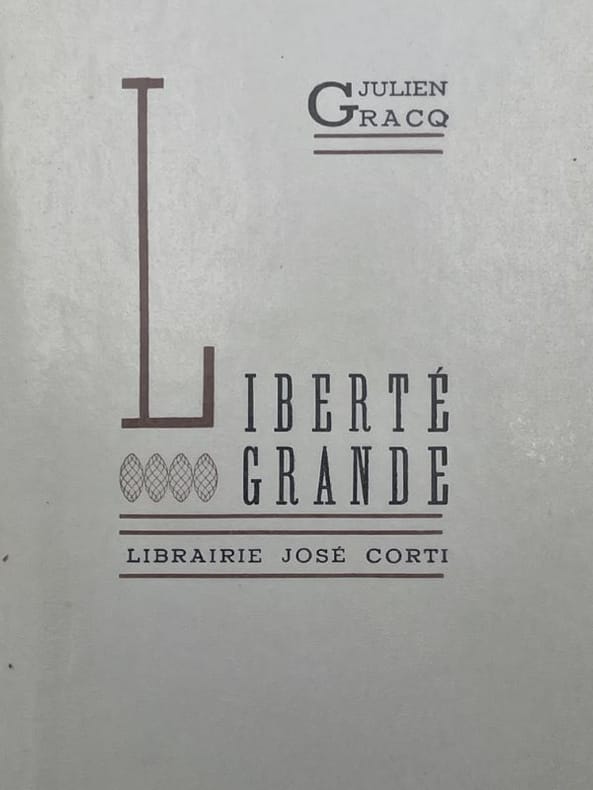 JULIEN
GRACQ
LIBERTÉ
GRANDE
LIBRAIRIE JOSÉ CORTI